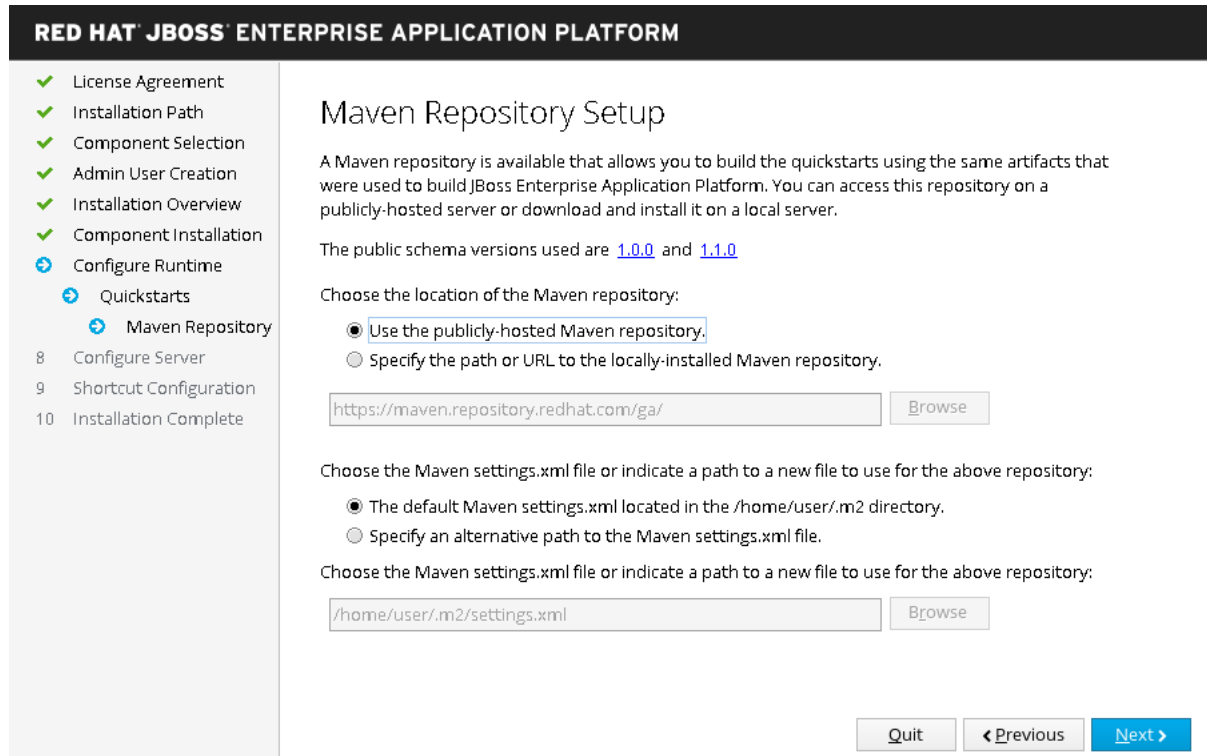 RED HAT® JBOSS® ENTERPRISE APPLICATION PLATFORM
License Agreement
Installation Path
Component Selection
Admin User Creation
Installation Overview
Component Installation
Configure Runtime
Quickstarts
Maven Repository
8 Configure Server
9 Shortcut Configuration
10 Installation Complete
Maven Repository Setup
A Maven repository is available that allows you to build the quickstarts using the same artifacts that
were used to build JBoss Enterprise Application Platform. You can access this repository on a
publicly-hosted server or download and install it on a local server.
The public schema versions used are 1.0.0 and 1.1.0
Choose the location of the Maven repository:
Use the publicly-hosted Maven repository.
Specify the path or URL to the locally-installed Maven repository.
https://maven.repository.redhat.com/ga/ Browse
Choose the Maven settings.xml file or indicate a path to a new file to use for the above repository:
The default Maven settings.xml located in the /home/user/.m2 directory.
Specify an alternative path to the Maven settings.xml file.
Choose the Maven settings.xml file or indicate a path to a new file to use for the above repository:
/home/user/.m2/settings.xml Browse
Quit Previous Next